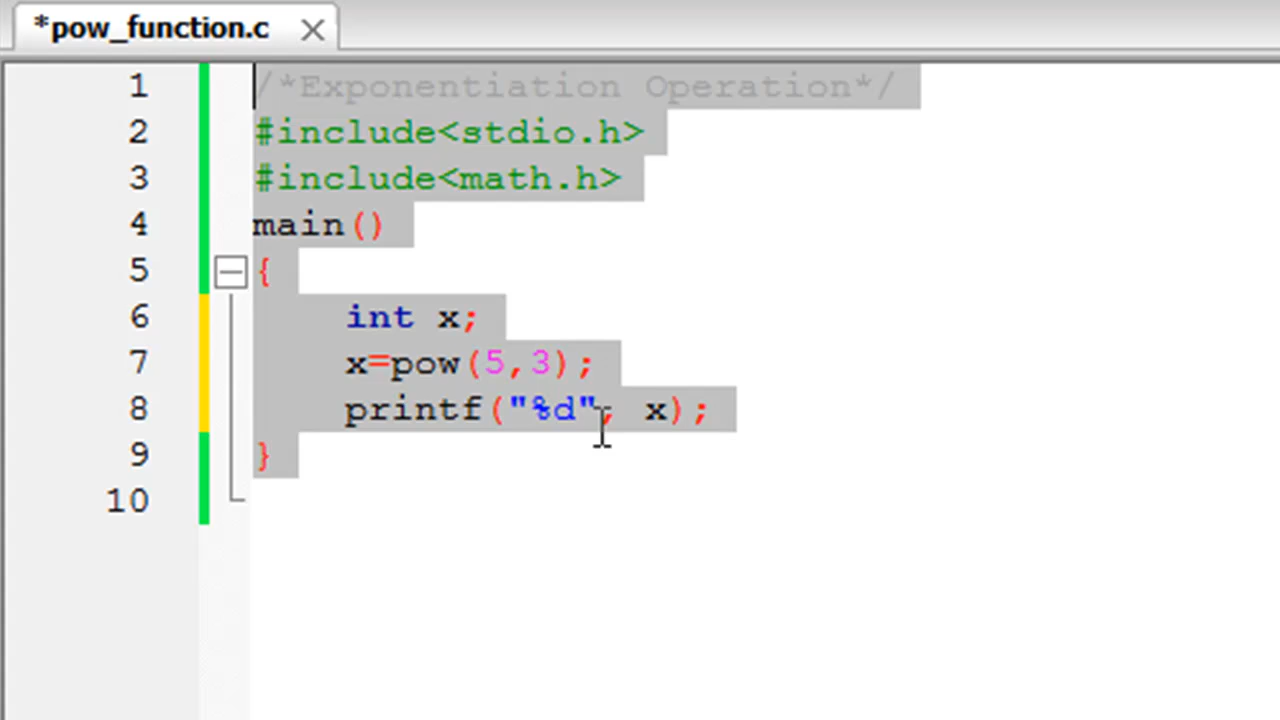 *pow_function.c
1 /*Exponentiation Operation*/
2 #include<stdio.h>
3 #include<math.h>
4 main()
5 {
6 int x;
7 x=pow(5,3);
8 printf("%d", x);
9 }
10